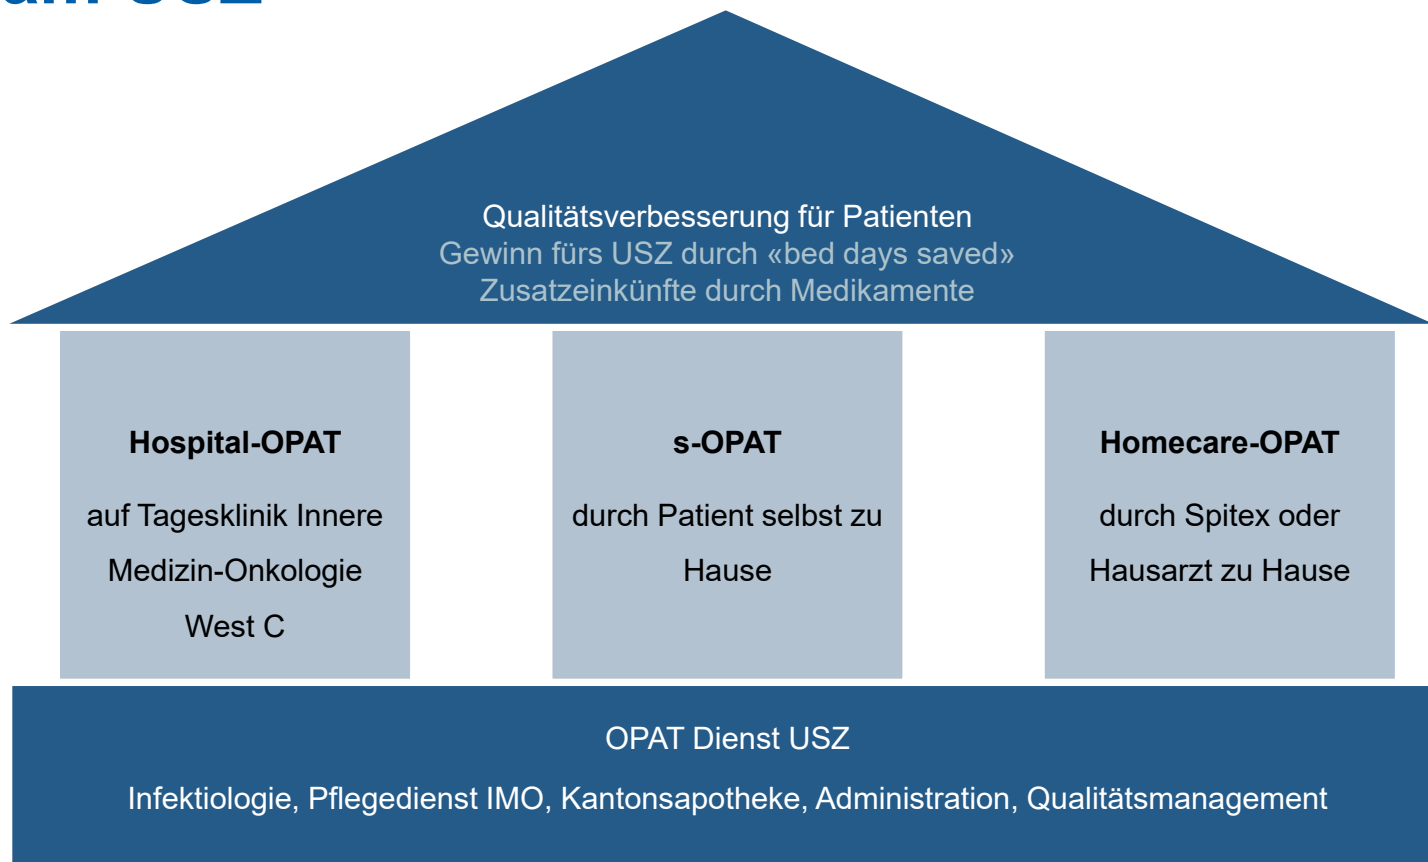 am USZ
Qualitätsverbesserung für Patienten
Gewinn fürs USZ durch «bed days saved»
Zusatzeinkünfte durch Medikamente
Hospital-OPAT
auf Tagesklinik Innere
Medizin-Onkologie
West C
s-OPAT
durch Patient selbst zu
Hause
Homecare-OPAT
durch Spitex oder
Hausarzt zu Hause
OPAT Dienst USZ
Infektiologie, Pflegedienst IMO, Kantonsapotheke, Administration, Qualitätsmanagement